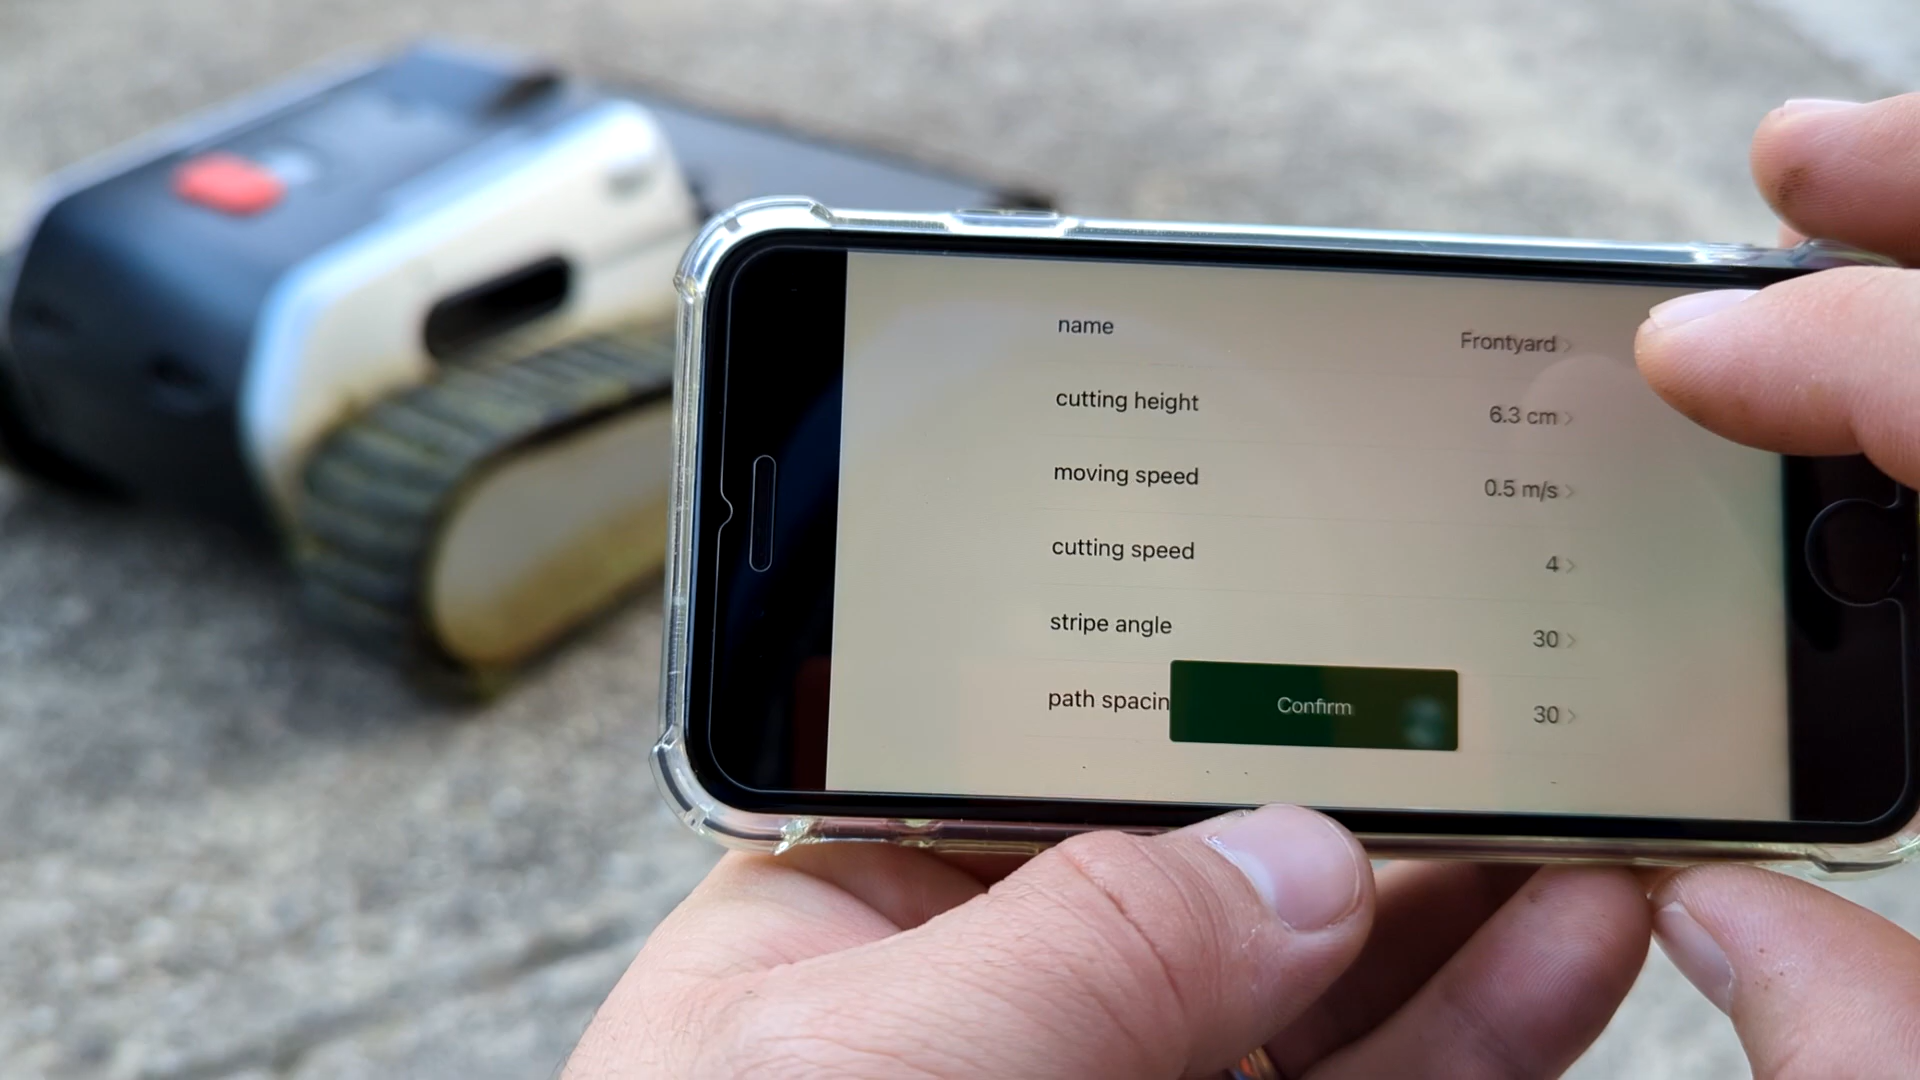 name Frontyard
cutting height 6.3 cm
moving speed 0.5 m/s
cutting speed 4
stripe angle 30
path spacin 30
Confirm